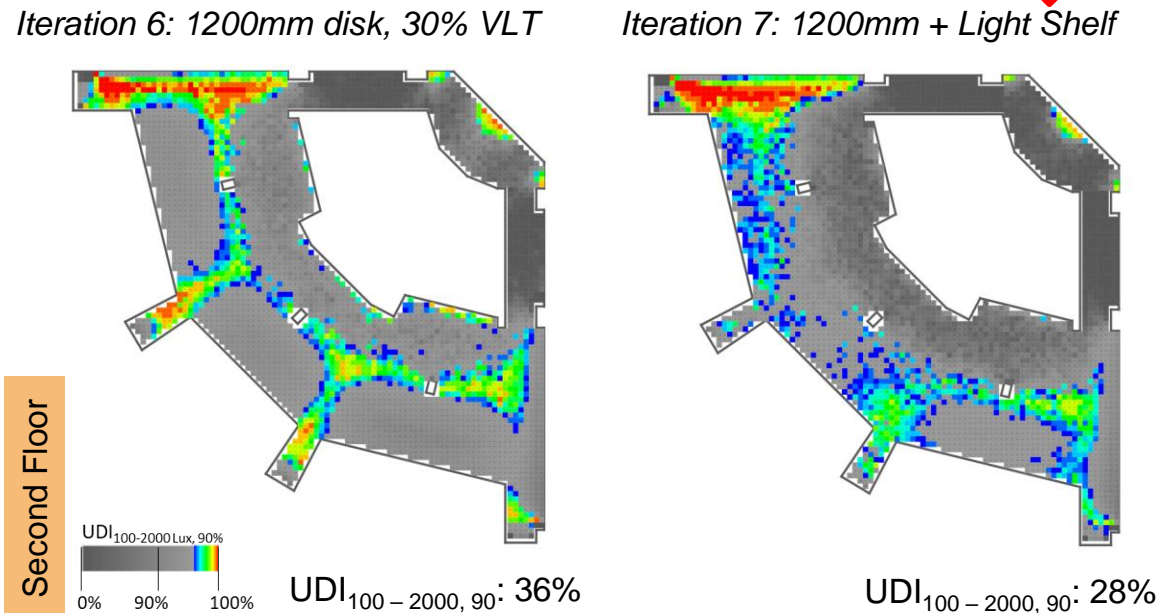 Iteration 6: 1200mm disk, 30% VLT
Iteration 7: 1200mm + Light Shelf
Second Floor
UDI100-2000 Lux, 90%
0% 90% 100%
UDI100 – 2000, 90: 36%
UDI100 – 2000, 90: 28%